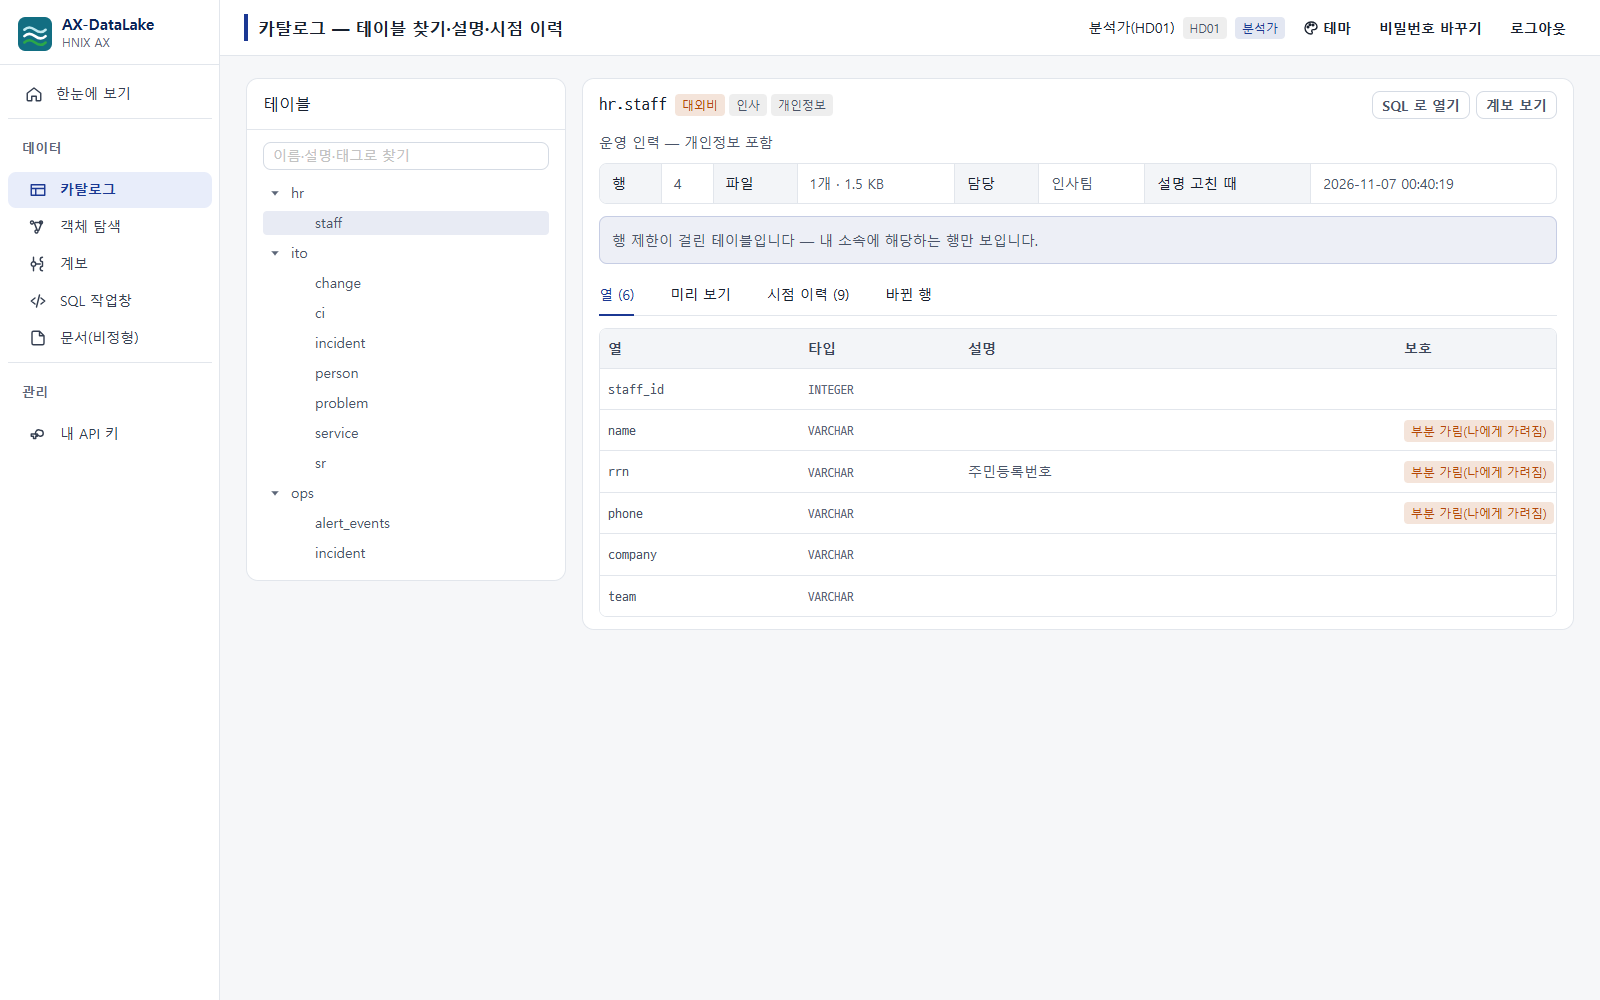 AX-DataLake
HNIX AX
한눈에 보기
데이터
카탈로그
객체 탐색
계보
SQL 작업창
문서(비정형)
관리
내 API 키
카탈로그 — 테이블 찾기·설명·시점 이력
분석가(HD01) HD01 분석가 테마 비밀번호 바꾸기 로그아웃
테이블
이름·설명·태그로 찾기
hr
staff
ito
change
ci
incident
person
problem
service
sr
ops
alert_events
incident
hr.staff 대외비 인사 개인정보 SQL 로 열기 계보 보기
운영 인력 — 개인정보 포함
행 4 파일 1개 · 1.5 KB 담당 인사팀 설명 고친 때 2026-11-07 00:40:19
행 제한이 걸린 테이블입니다 — 내 소속에 해당하는 행만 보입니다.
열 (6) 미리 보기 시점 이력 (9) 바뀐 행
열 타입 설명 보호
staff_id INTEGER
name VARCHAR 부분 가림(나에게 가려짐)
rrn VARCHAR 주민등록번호 부분 가림(나에게 가려짐)
phone VARCHAR 부분 가림(나에게 가려짐)
company VARCHAR
team VARCHAR